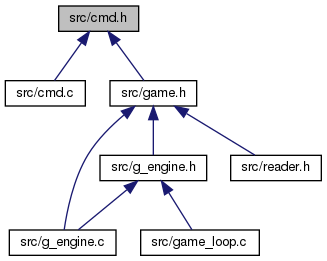 src/cmd.h
src/cmd.c
src/game.h
src/g_engine.h
src/reader.h
src/g_engine.c
src/game_loop.c